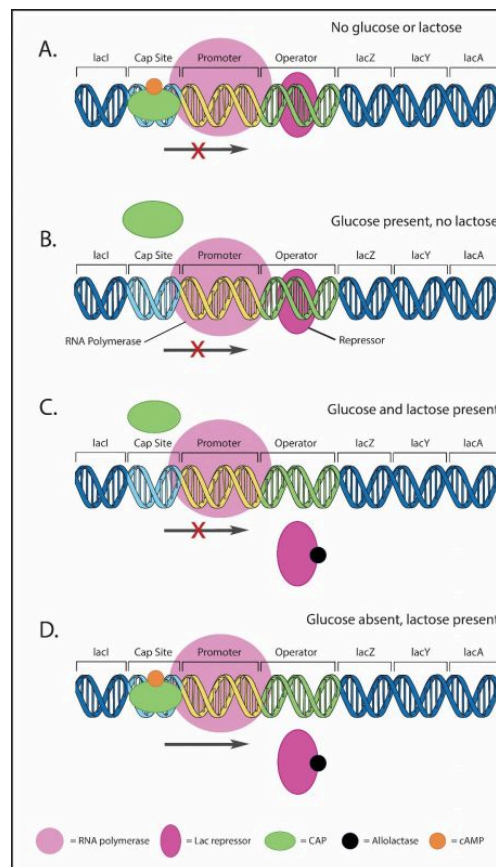 No glucose or lactose
A.
lacI Cap Site Promoter Operator lacZ lacY lacA
X
Glucose present, no lactose
B.
lacI Cap Site Promoter Operator lacZ lacY lacA
RNA Polymerase
Repressor
X
C.
Glucose and lactose present
lacI Cap Site Promoter Operator lacZ lacY lacA
X
D.
Glucose absent, lactose present
lacI Cap Site Promoter Operator lacZ lacY lacA
= RNA polymerase = Lac repressor = CAP = Allolactase = cAMP